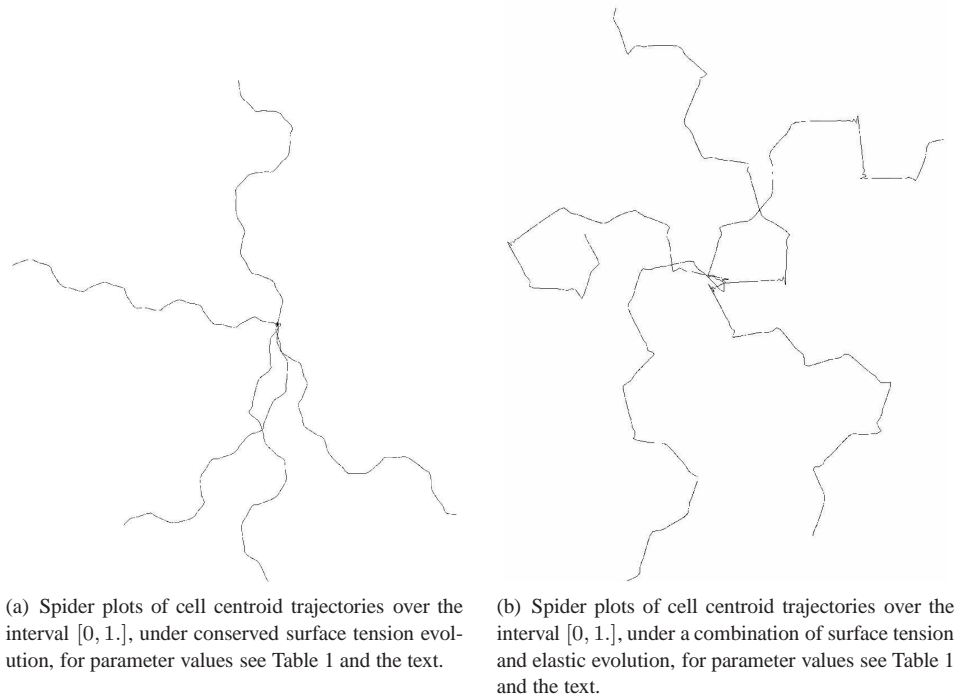 (a) Spider plots of cell centroid trajectories over the
interval [0, 1.], under conserved surface tension evol-
ution, for parameter values see Table 1 and the text.
(b) Spider plots of cell centroid trajectories over the
interval [0, 1.], under a combination of surface tension
and elastic evolution, for parameter values see Table 1
and the text.